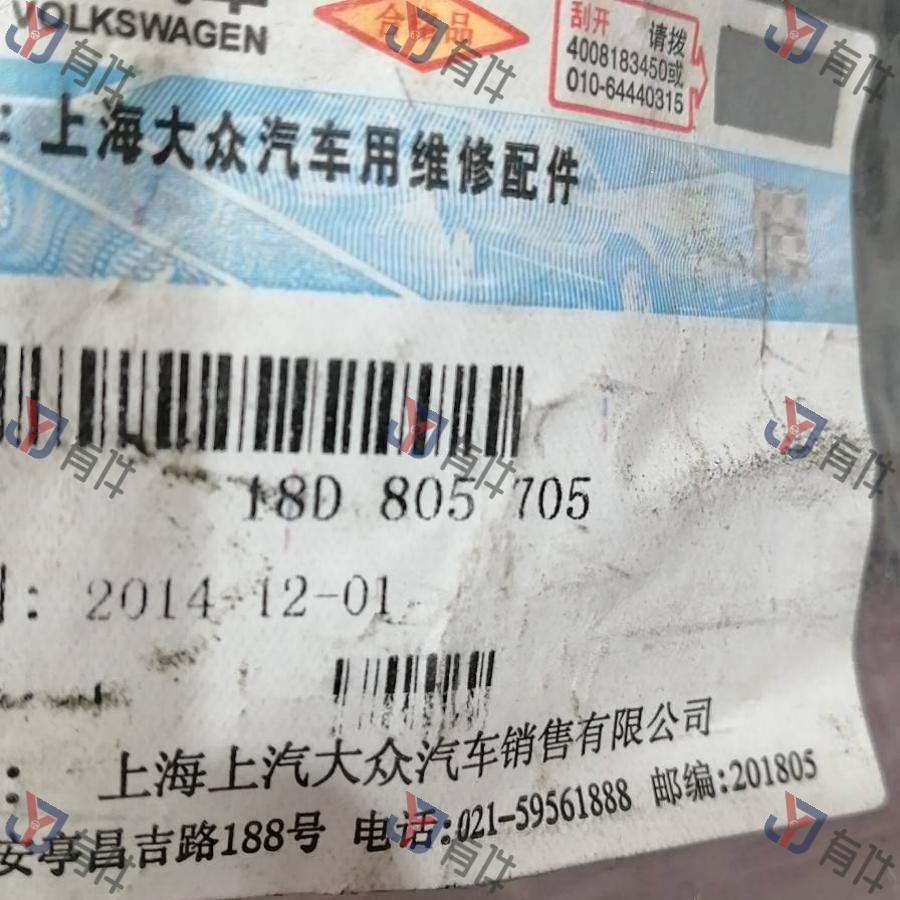 VOLKSWAGEN
合格品
刮开 请拨
4008183450或
010-64440315
: 上海大众汽车用维修配件
18D 805 705
: 2014-12-01
: 上海上汽大众汽车销售有限公司
安亭昌吉路188号 电话:021-59561888 邮编:201805
有件